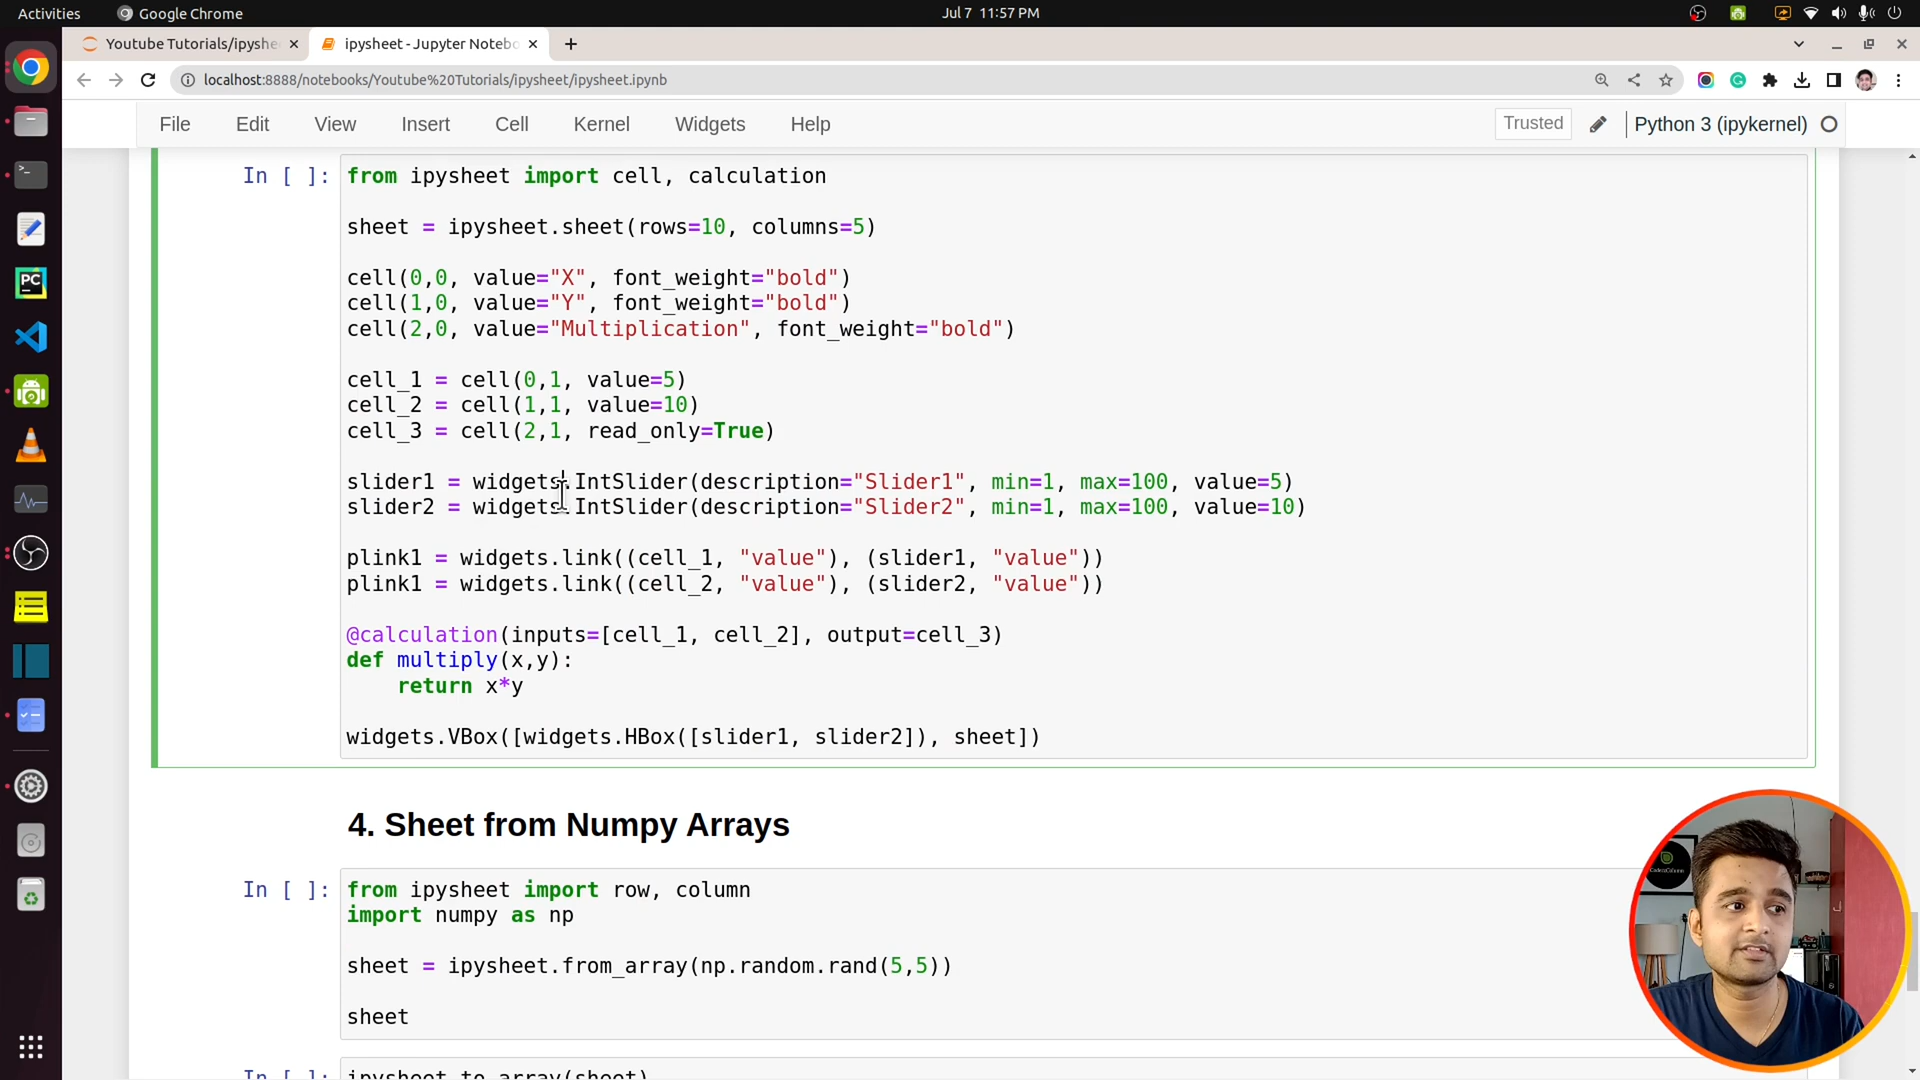 Activities
Google Chrome
Jul 7 11:57 PM
Youtube Tutorials/ipyshe
ipysheet - Jupyter Notebo
localhost:8888/notebooks/Youtube%20Tutorials/ipysheet/ipysheet.ipynb
File Edit View Insert Cell Kernel Widgets Help
Trusted
Python 3 (ipykernel)
In [ ]:
from ipysheet import cell, calculation
sheet = ipysheet.sheet(rows=10, columns=5)
cell(0,0, value="X", font_weight="bold")
cell(1,0, value="Y", font_weight="bold")
cell(2,0, value="Multiplication", font_weight="bold")
cell_1 = cell(0,1, value=5)
cell_2 = cell(1,1, value=10)
cell_3 = cell(2,1, read_only=True)
slider1 = widgets.IntSlider(description="Slider1", min=1, max=100, value=5)
slider2 = widgets.IntSlider(description="Slider2", min=1, max=100, value=10)
plink1 = widgets.link((cell_1, "value"), (slider1, "value"))
plink1 = widgets.link((cell_2, "value"), (slider2, "value"))
@calculation(inputs=[cell_1, cell_2], output=cell_3)
def multiply(x,y):
    return x*y
widgets.VBox([widgets.HBox([slider1, slider2]), sheet])
4. Sheet from Numpy Arrays
In [ ]:
from ipysheet import row, column
import numpy as np
sheet = ipysheet.from_array(np.random.rand(5,5))
sheet
In [ ]:
ipysheet.to_array(sheet)
PC